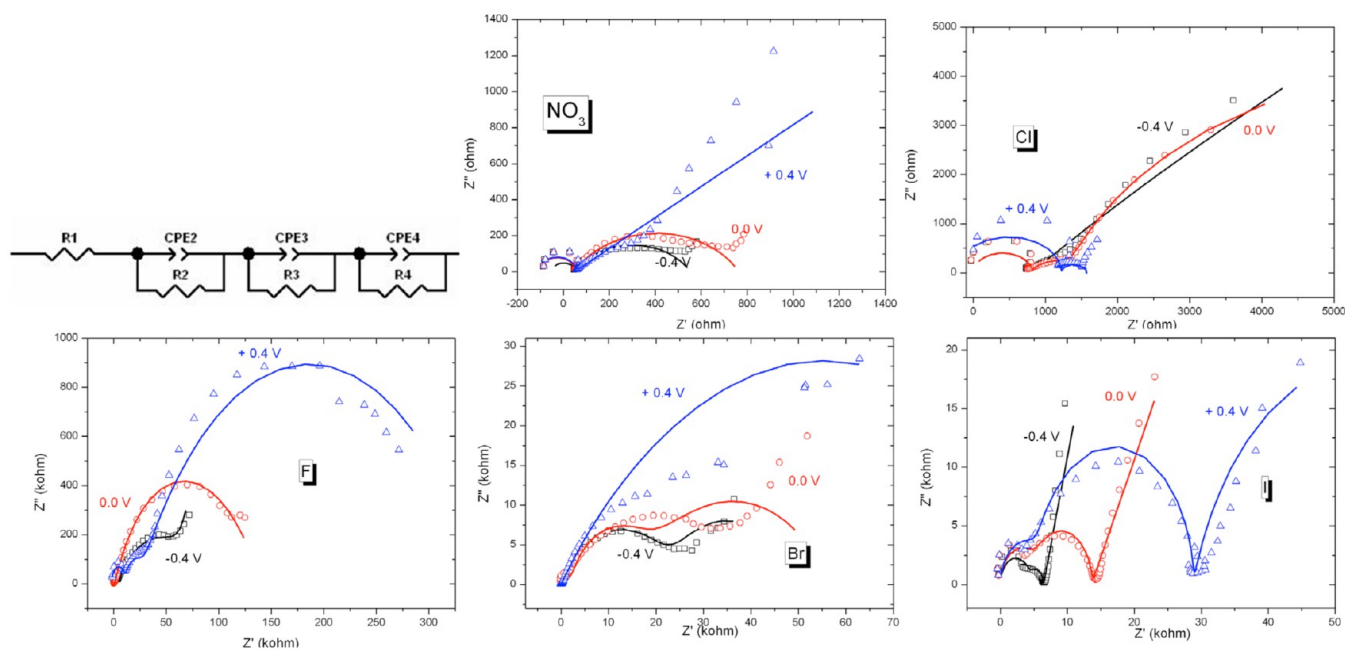 R1
CPE2
CPE3
CPE4
R2
R3
R4
1400
1200
1000
800
600
400
200
0
-200
0
200
400
600
800
1000
1200
1400
Z'' (ohm)
Z' (ohm)
NO3
+ 0.4 V
0.0 V
-0.4 V
5000
4000
3000
2000
1000
0
0
1000
2000
3000
4000
5000
Z'' (ohm)
Z' (ohm)
Cl
-0.4 V
0.0 V
+ 0.4 V
1000
800
600
400
200
0
0
50
100
150
200
250
300
Z'' (kohm)
Z' (kohm)
F
+ 0.4 V
0.0 V
-0.4 V
30
25
20
15
10
5
0
0
10
20
30
40
50
60
70
Z'' (kohm)
Z' (kohm)
Br
+ 0.4 V
0.0 V
-0.4 V
20
15
10
5
0
0
10
20
30
40
50
Z'' (kohm)
Z' (kohm)
I
-0.4 V
0.0 V
+ 0.4 V